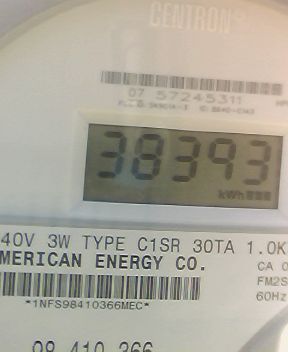 CENTRON
07 57245311
38393
kWh
40V 3W TYPE C1SR 30TA 1.0K
MERICAN ENERGY CO.
CA 0
FM2S
*1NFS98410366MEC*
60Hz
98 410 366